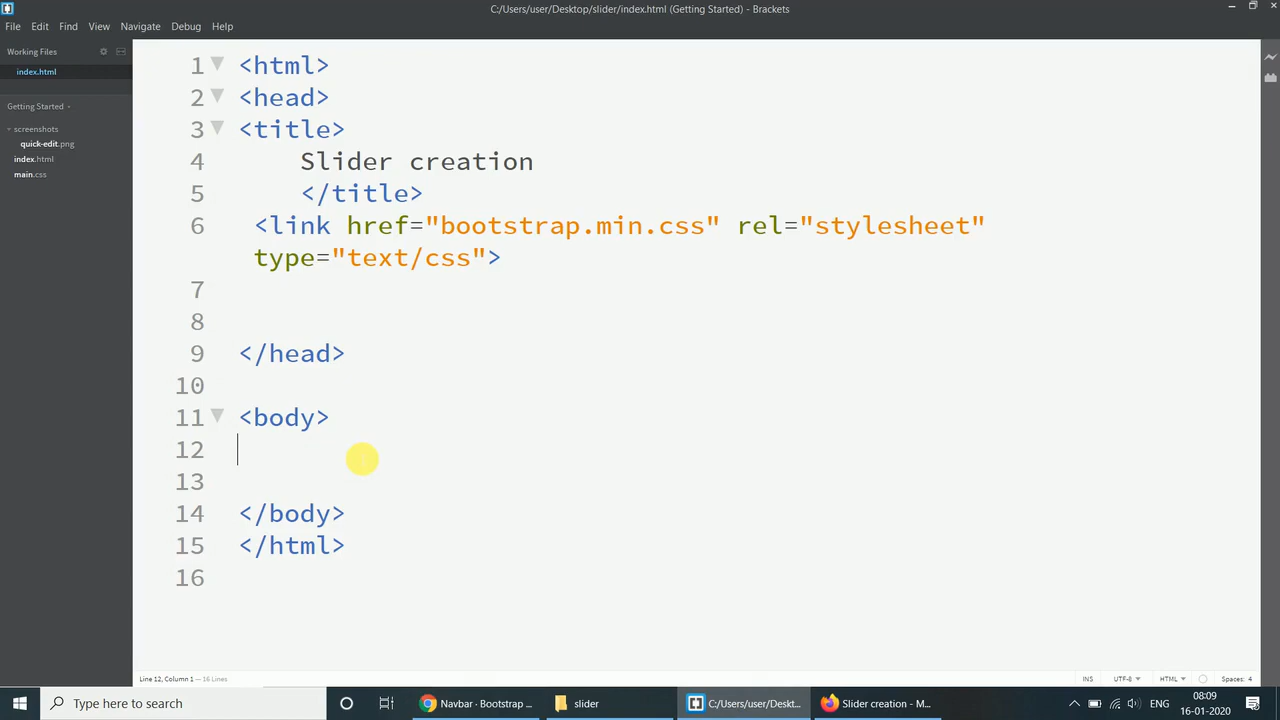 C:/Users/user/Desktop/slider/index.html (Getting Started) - Brackets
File Edit Find View Navigate Debug Help
Working Files
index.html
Getting Started
screenshots
quick-edit.png
index.html
main.css
1 <html>
2 <head>
3 <title>
4 Slider creation
5 </title>
6 <link href="bootstrap.min.css" rel="stylesheet"
type="text/css">
7
8
9 </head>
10
11 <body>
12
13
14 </body>
15 </html>
16
Line 12, Column 1 — 16 Lines
INS UTF-8 HTML Spaces: 4
Type here to search
Navbar · Bootstrap ...
slider
C:/Users/user/Deskt...
Slider creation - M...
ENG
08:09
16-01-2020